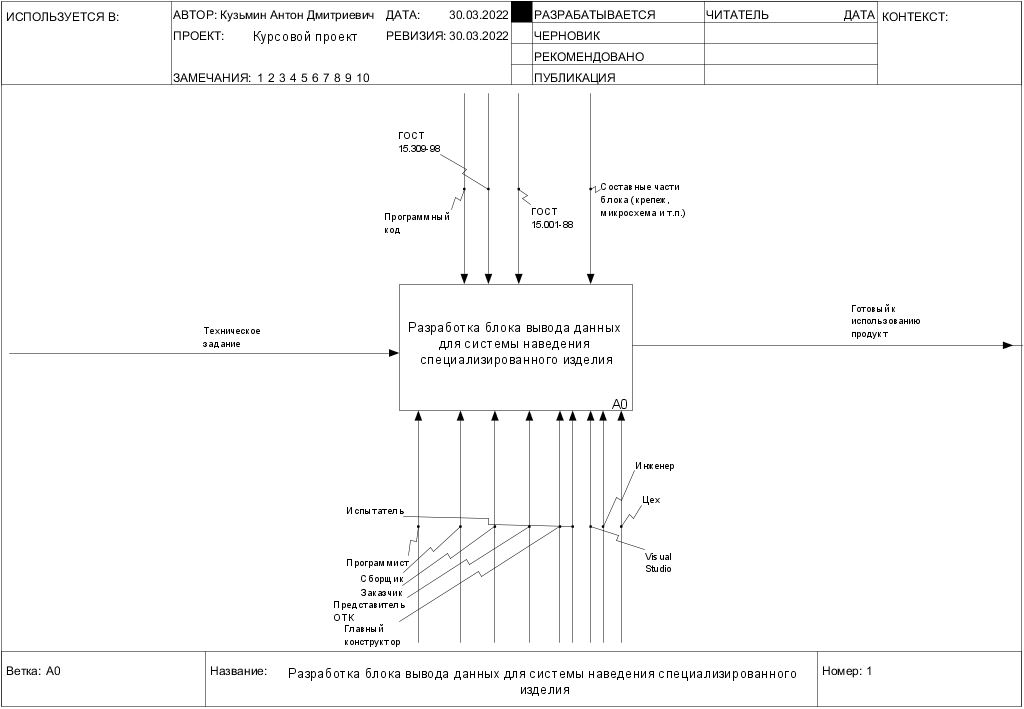 ИСПОЛЬЗУЕТСЯ В:
АВТОР: Кузьмин Антон Дмитриевич ДАТА: 30.03.2022
РАЗРАБАТЫВАЕТСЯ
ЧИТАТЕЛЬ ДАТА
КОНТЕКСТ:
ПРОЕКТ: Курсовой проект РЕВИЗИЯ: 30.03.2022
ЧЕРНОВИК
РЕКОМЕНДОВАНО
ЗАМЕЧАНИЯ: 1 2 3 4 5 6 7 8 9 10
ПУБЛИКАЦИЯ
ГОСТ
15.309-98
Программный
код
ГОСТ
15.001-88
Составные части
блока (крепеж,
микросхема и т.п.)
Техническое
задание
Разработка блока вывода данных
для системы наведения
специализированного изделия
A0
Готовый к
использованию
продукт
Инженер
Цех
Испытатель
Visual
Studio
Программист
Сборщик
Заказчик
Представитель
ОТК
Главный
конструктор
Ветка: A0
Название:
Разработка блока вывода данных для системы наведения специализированного
изделия
Номер: 1